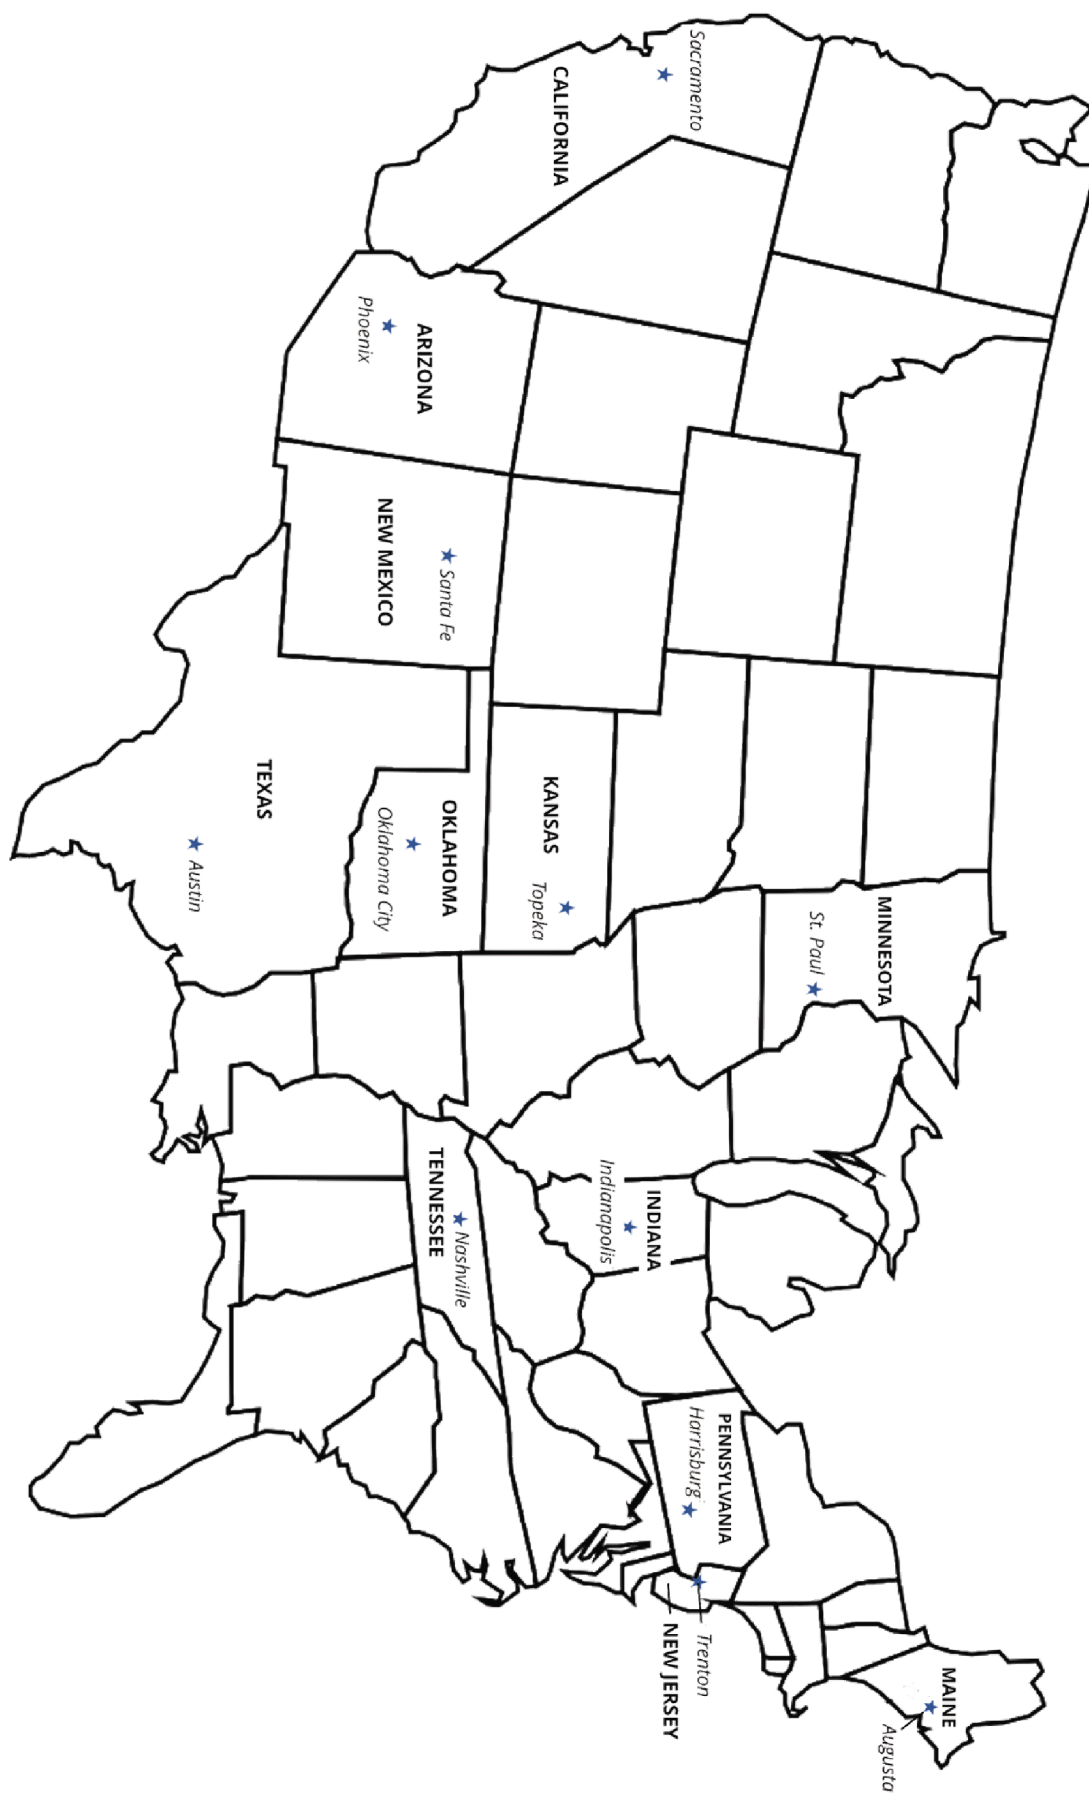 Sacramento
CALIFORNIA
ARIZONA
Phoenix
NEW MEXICO
Santa Fe
TEXAS
Austin
OKLAHOMA
Oklahoma City
KANSAS
Topeka
MINNESOTA
St. Paul
INDIANA
Indianapolis
TENNESSEE
Nashville
PENNSYLVANIA
Harrisburg
Trenton
NEW JERSEY
MAINE
Augusta